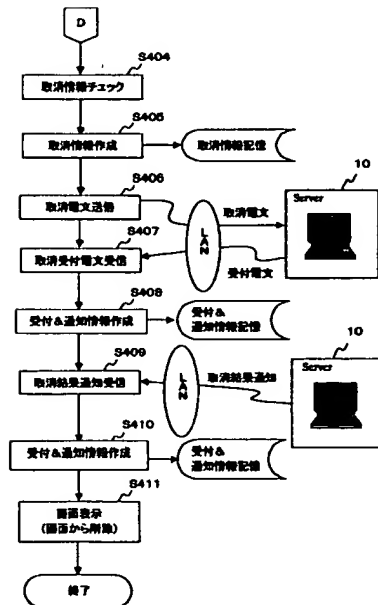 D
S404
取消情報チェック
S405
取消情報作成
取消情報記憶
S406
取消電文送信
LAN
取消電文
10
Server
S407
取消受付電文受信
受付電文
S408
受付&通知情報作成
受付&
通知情報記憶
S409
取消結果通知受信
LAN
取消結果通知
10
Server
S410
受付&通知情報作成
受付&
通知情報記憶
S411
画面表示
(画面から削除)
終了